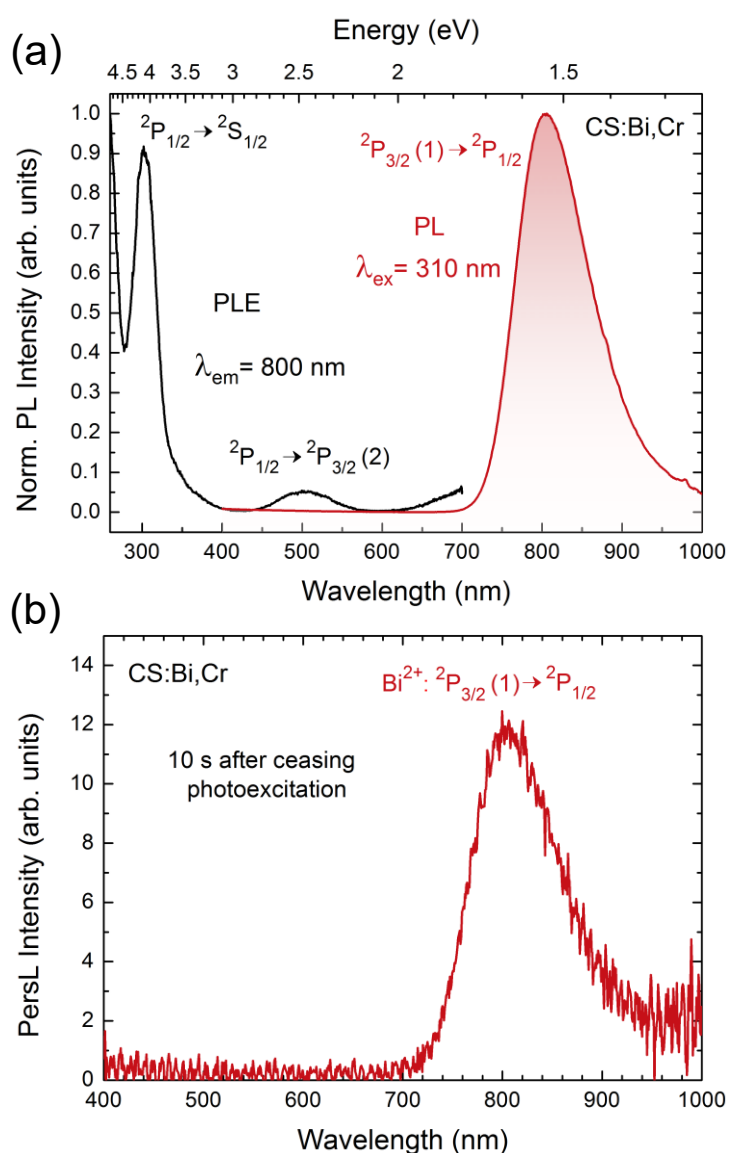 (a)
Energy (eV)
4.5 4 3.5 3 2.5 2 1.5
²P₁/₂→²S₁/₂
CS:Bi,Cr
²P₃/₂(1)→²P₁/₂
PL
λex= 310 nm
PLE
λem= 800 nm
²P₁/₂→²P₃/₂(2)
Norm. PL Intensity (arb. units)
1.0
0.9
0.8
0.7
0.6
0.5
0.4
0.3
0.2
0.1
0.0
300 400 500 600 700 800 900 1000
Wavelength (nm)
(b)
CS:Bi,Cr
Bi²⁺: ²P₃/₂(1)→²P₁/₂
10 s after ceasing
photoexcitation
PersL Intensity (arb. units)
14
12
10
8
6
4
2
0
400 500 600 700 800 900 1000
Wavelength (nm)